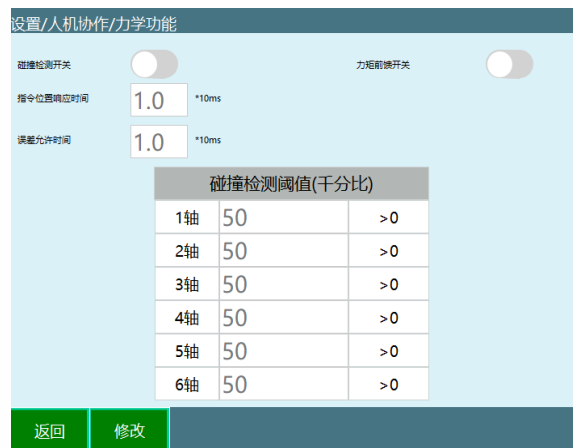 设置/人机协作/力学功能
碰撞检测开关 力矩前馈开关
指令位置响应时间 1.0 *10ms
误差允许时间 1.0 *10ms
碰撞检测阈值(千分比)
1轴 50 >0
2轴 50 >0
3轴 50 >0
4轴 50 >0
5轴 50 >0
6轴 50 >0
返回 修改